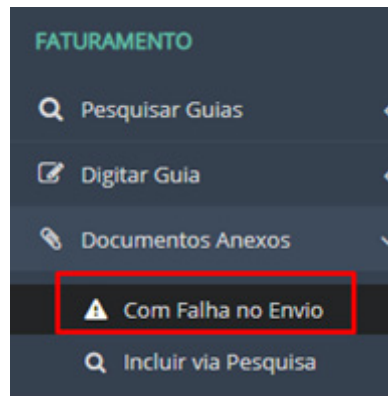 FATURAMENTO
Pesquisar Guias
Digitar Guia
Documentos Anexos
Com Falha no Envio
Incluir via Pesquisa